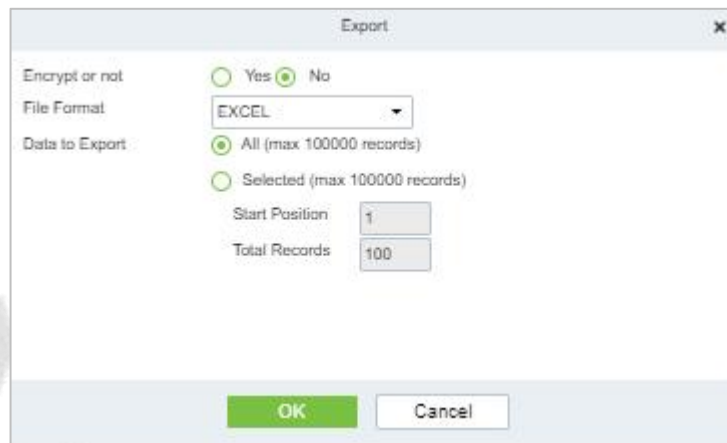 Export
Encrypt or not Yes No
File Format EXCEL
Data to Export All (max 100000 records)
Selected (max 100000 records)
Start Position 1
Total Records 100
OK Cancel